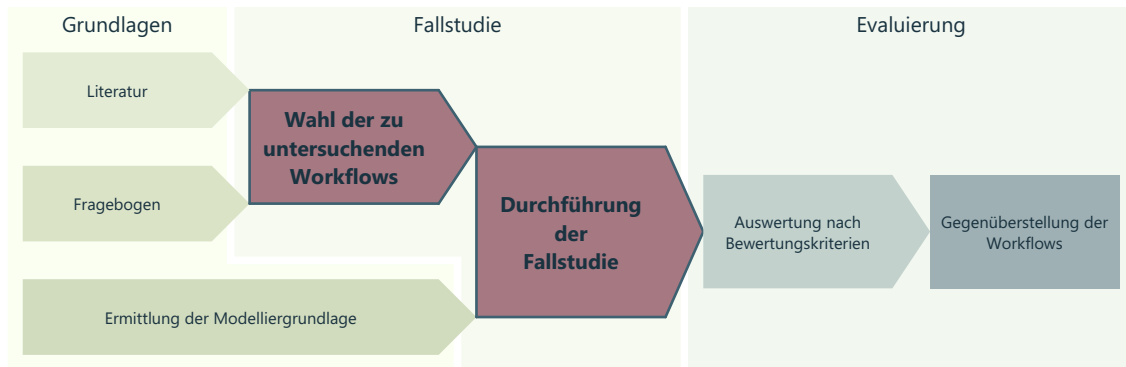 Grundlagen
Fallstudie
Evaluierung
Literatur
Wahl der zu
untersuchenden
Workflows
Fragebogen
Durchführung
der
Fallstudie
Auswertung nach
Bewertungskriterien
Gegenüberstellung der
Workflows
Ermittlung der Modelliergrundlage